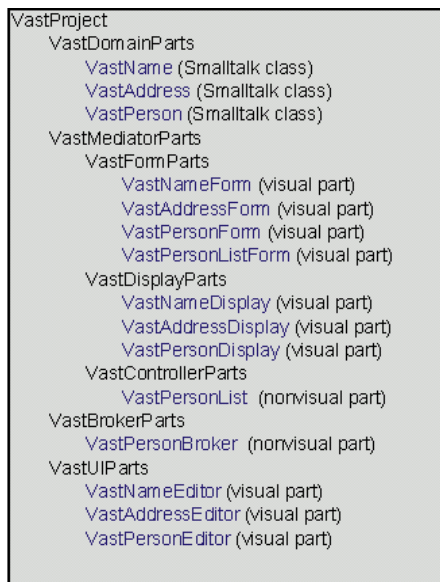 VastProject
VastDomainParts
VastName (Smalltalk class)
VastAddress (Smalltalk class)
VastPerson (Smalltalk class)
VastMediatorParts
VastFormParts
VastNameForm (visual part)
VastAddressForm (visual part)
VastPersonForm (visual part)
VastPersonListForm (visual part)
VastDisplayParts
VastNameDisplay (visual part)
VastAddressDisplay (visual part)
VastPersonDisplay (visual part)
VastControllerParts
VastPersonList (nonvisual part)
VastBrokerParts
VastPersonBroker (nonvisual part)
VastUIParts
VastNameEditor (visual part)
VastAddressEditor (visual part)
VastPersonEditor (visual part)